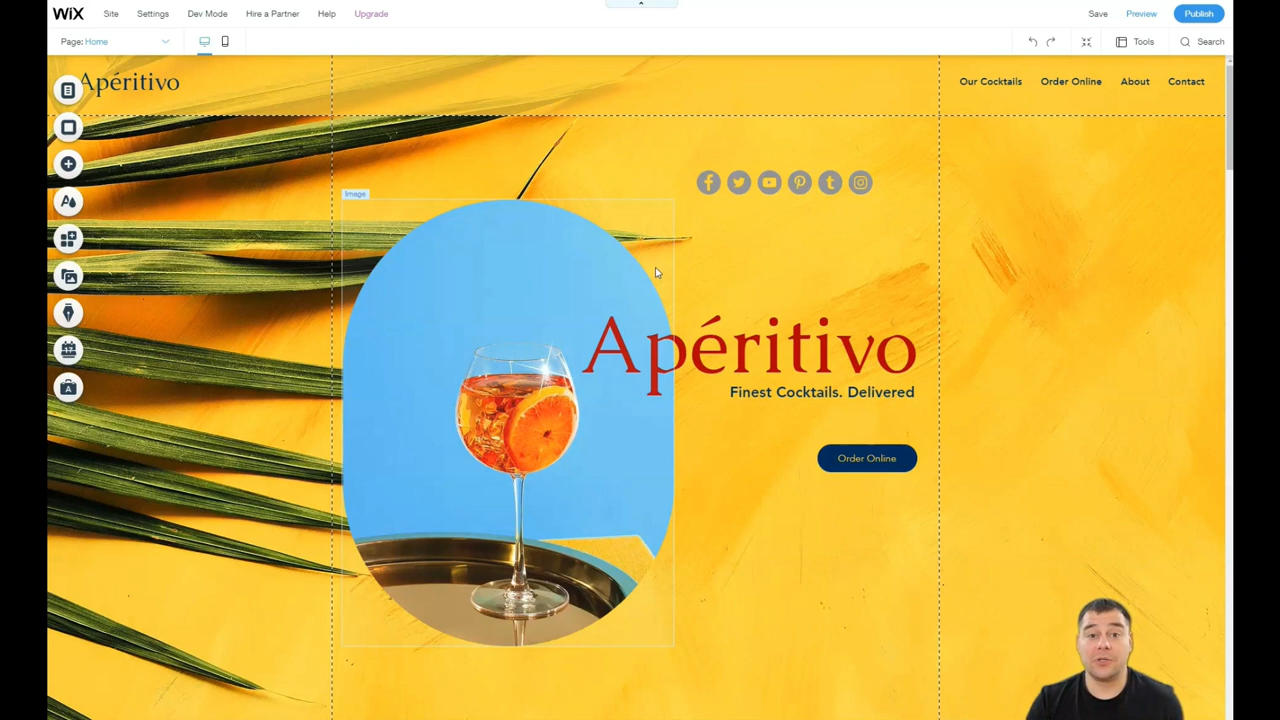 WiX Site Settings Dev Mode Hire a Partner Help Upgrade Save Preview Publish
Page: Home Tools Search
Apéritivo Our Cocktails Order Online About Contact
Image
Apéritivo
Finest Cocktails. Delivered
Order Online